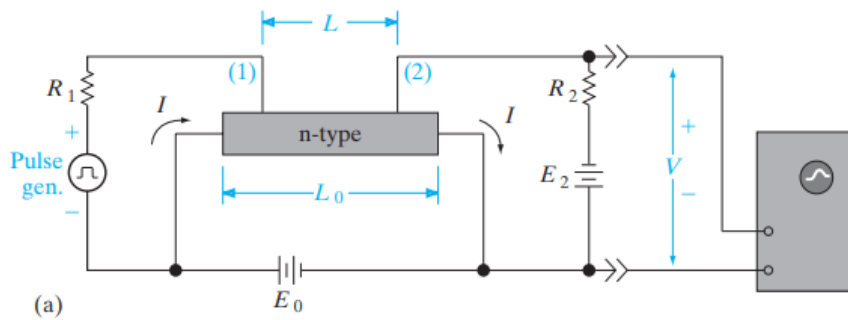 L
(1)
(2)
R1
I
n-type
I
R2
+
Pulse
gen.
−
L0
E2
+
V
−
E0
(a)